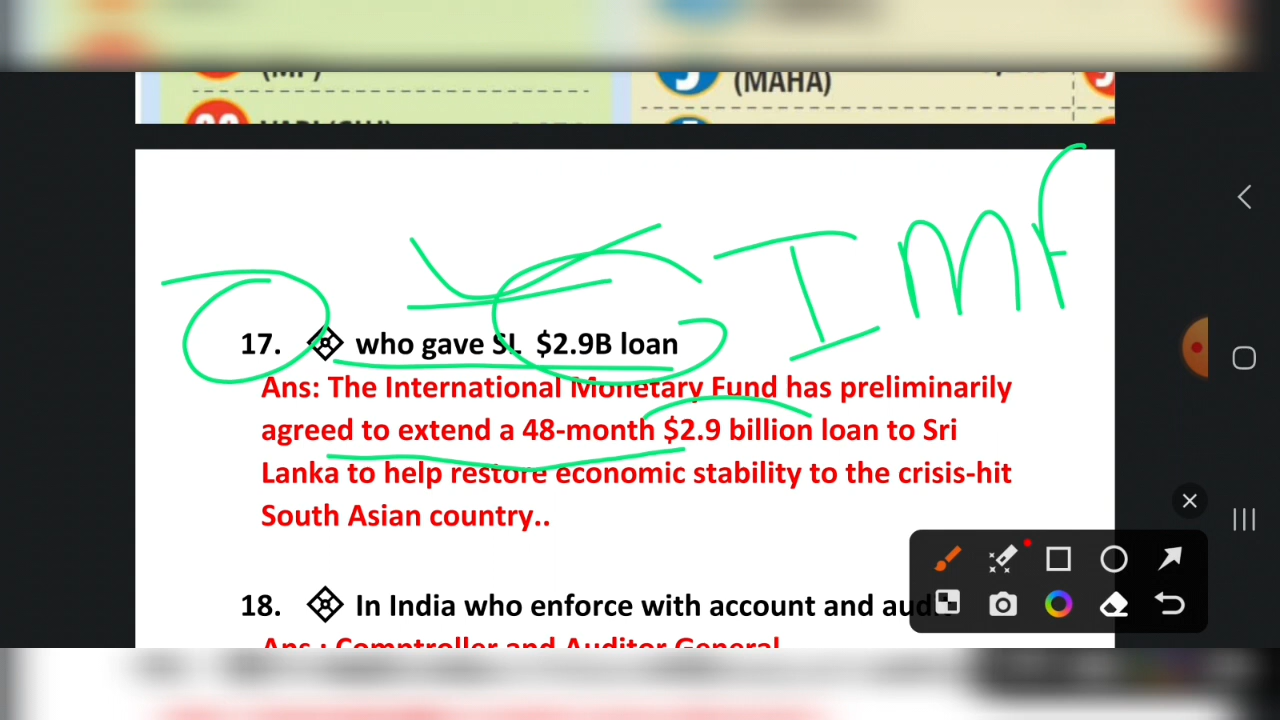 (MAHA)
IMF
17. who gave SL $2.9B loan
Ans: The International Monetary Fund has preliminarily
agreed to extend a 48-month $2.9 billion loan to Sri
Lanka to help restore economic stability to the crisis-hit
South Asian country..
18. In India who enforce with account and
Ans : Comptroller and Auditor General